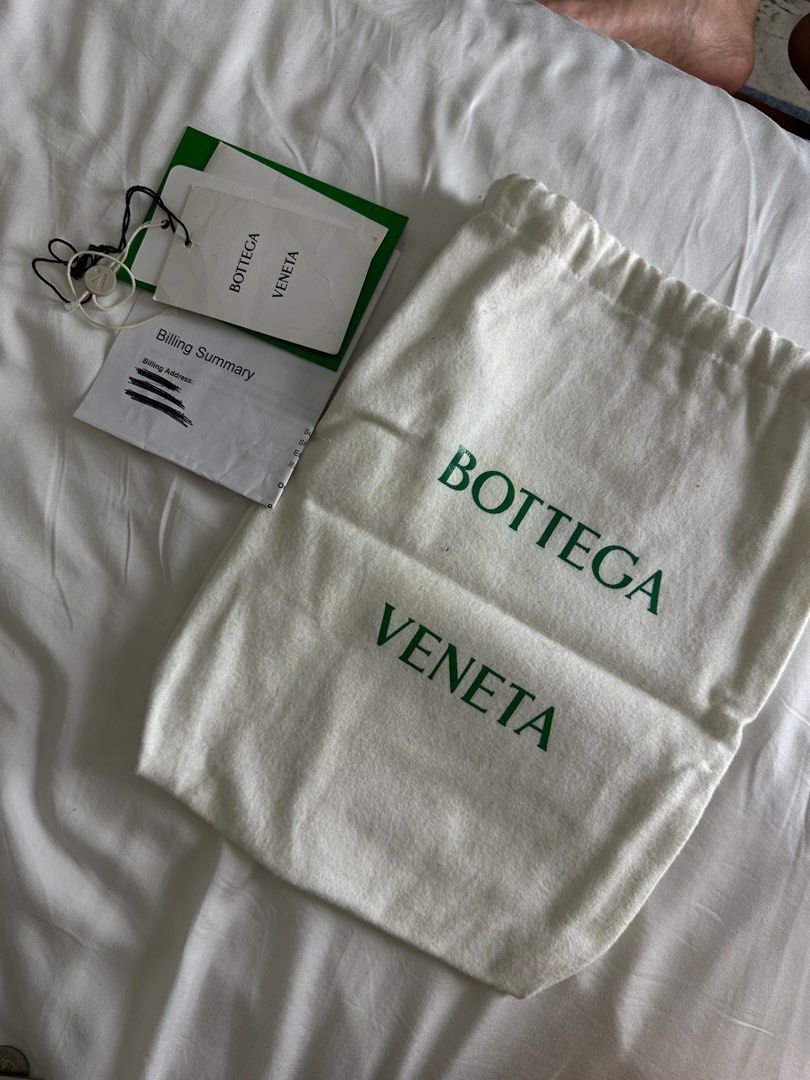 BOTTEGA
VENETA
Billing Summary
Billing Address:
BOTTEGA
VENETA